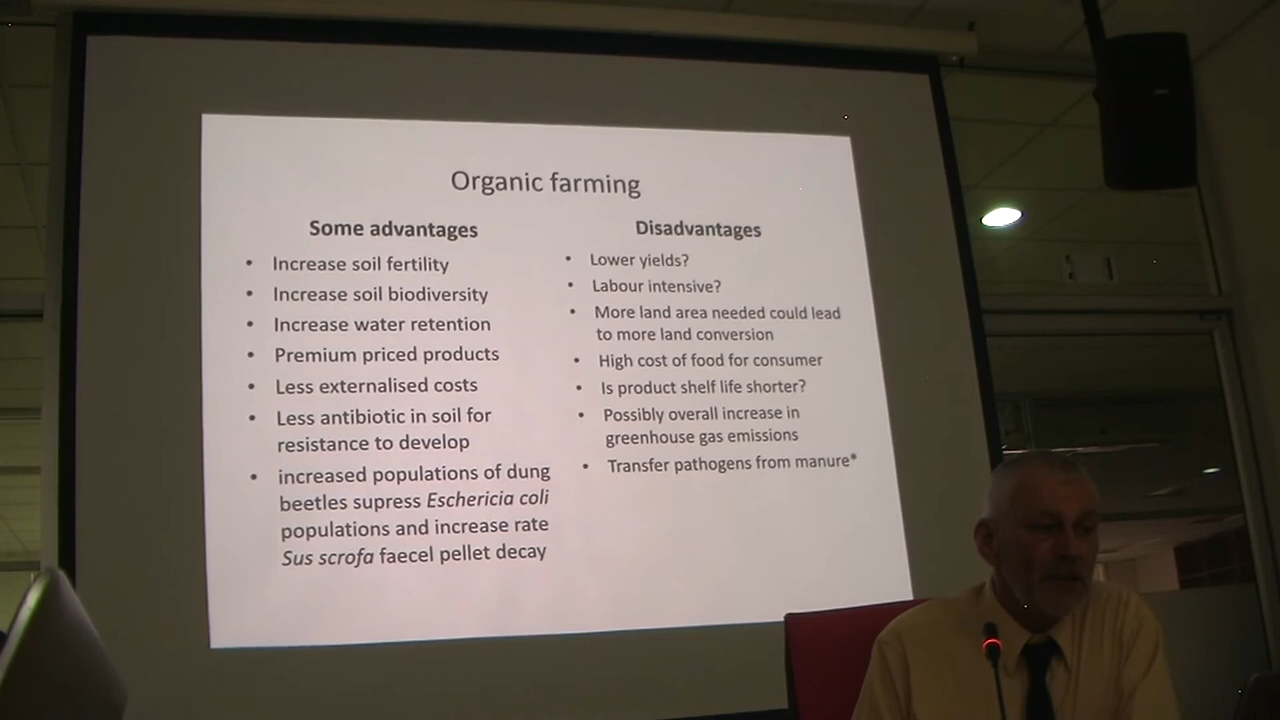 Organic farming
Some advantages
• Increase soil fertility
• Increase soil biodiversity
• Increase water retention
• Premium priced products
• Less externalised costs
• Less antibiotic in soil for
resistance to develop
• increased populations of dung
beetles supress Eschericia coli
populations and increase rate
Sus scrofa faecel pellet decay
Disadvantages
• Lower yields?
• Labour intensive?
• More land area needed could lead
to more land conversion
• High cost of food for consumer
• Is product shelf life shorter?
• Possibly overall increase in
greenhouse gas emissions
• Transfer pathogens from manure*